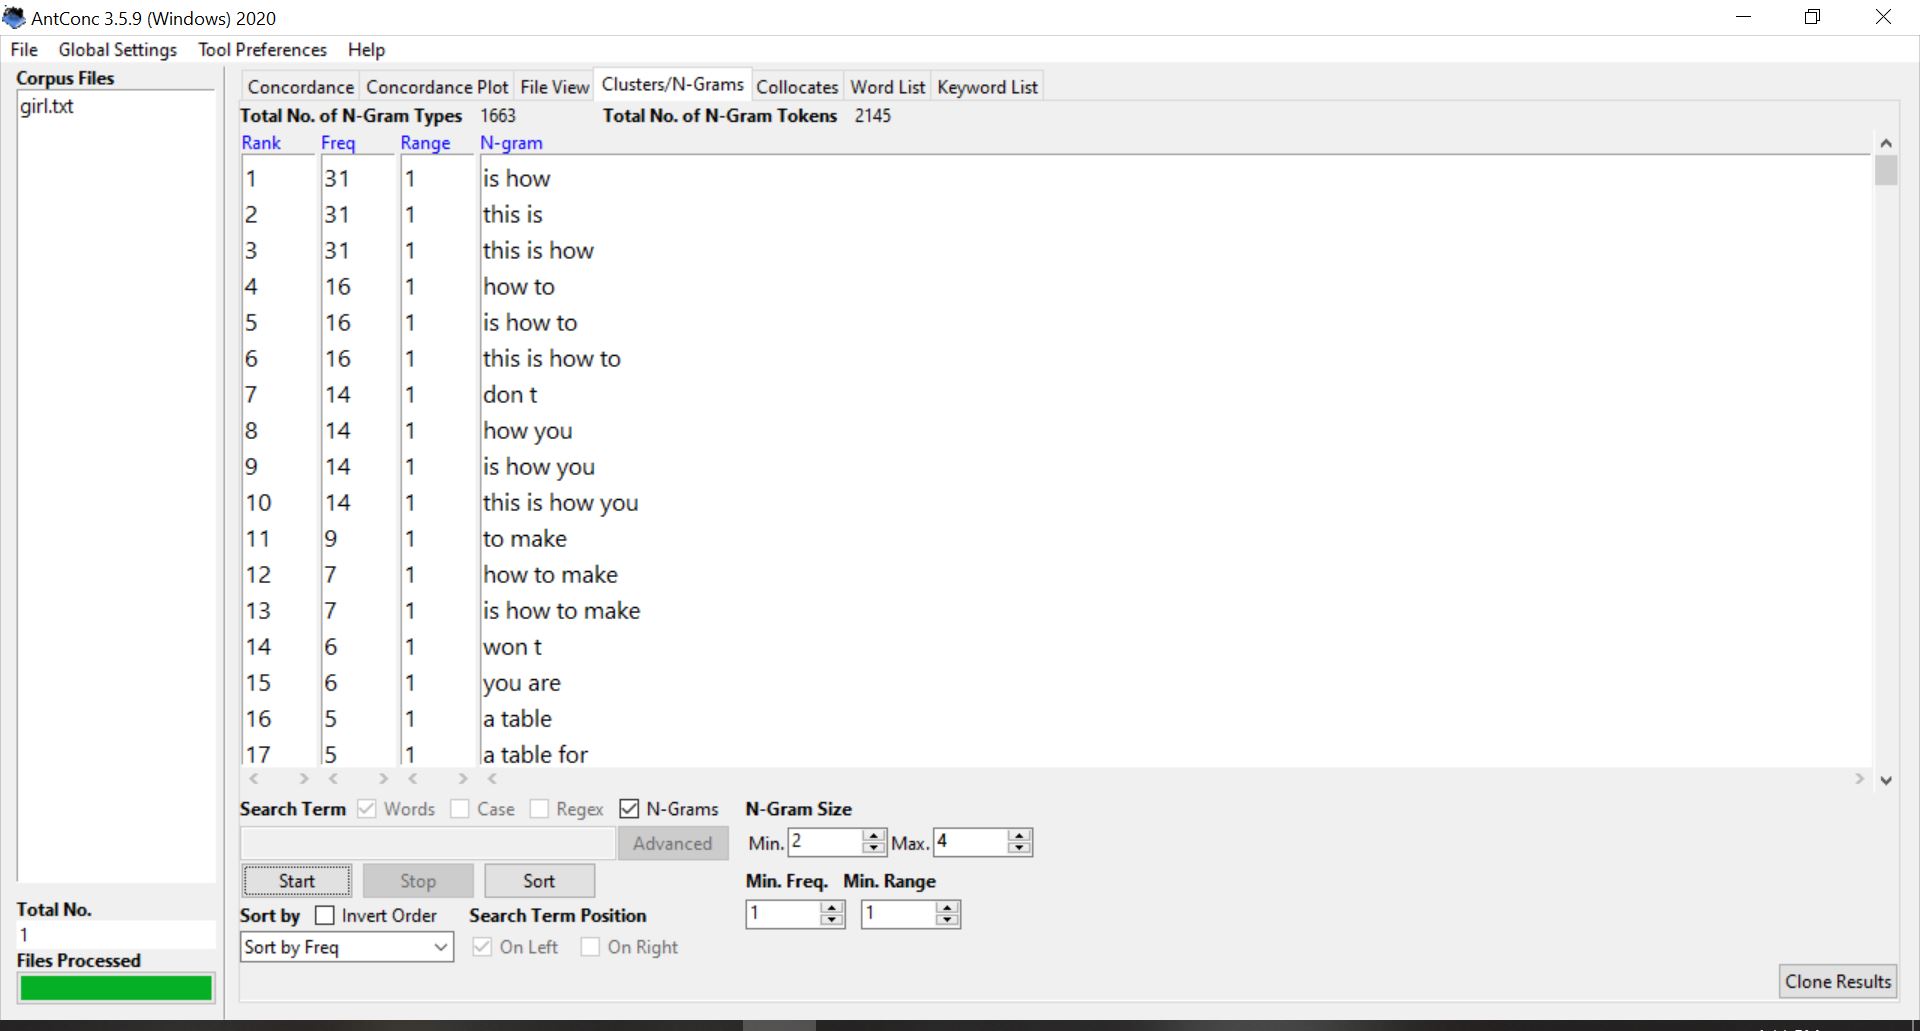 AntConc 3.5.9 (Windows) 2020
File Global Settings Tool Preferences Help
Corpus Files
girl.txt
Concordance Concordance Plot File View Clusters/N-Grams Collocates Word List Keyword List
Total No. of N-Gram Types 1663 Total No. of N-Gram Tokens 2145
Rank Freq Range N-gram
1 31 1 is how
2 31 1 this is
3 31 1 this is how
4 16 1 how to
5 16 1 is how to
6 16 1 this is how to
7 14 1 don t
8 14 1 how you
9 14 1 is how you
10 14 1 this is how you
11 9 1 to make
12 7 1 how to make
13 7 1 is how to make
14 6 1 won t
15 6 1 you are
16 5 1 a table
17 5 1 a table for
Search Term Words Case Regex N-Grams N-Gram Size
Advanced Min. 2 Max. 4
Start Stop Sort Min. Freq. Min. Range
Total No.
1
Files Processed
Sort by Invert Order Search Term Position 1 1
Sort by Freq On Left On Right
Clone Results